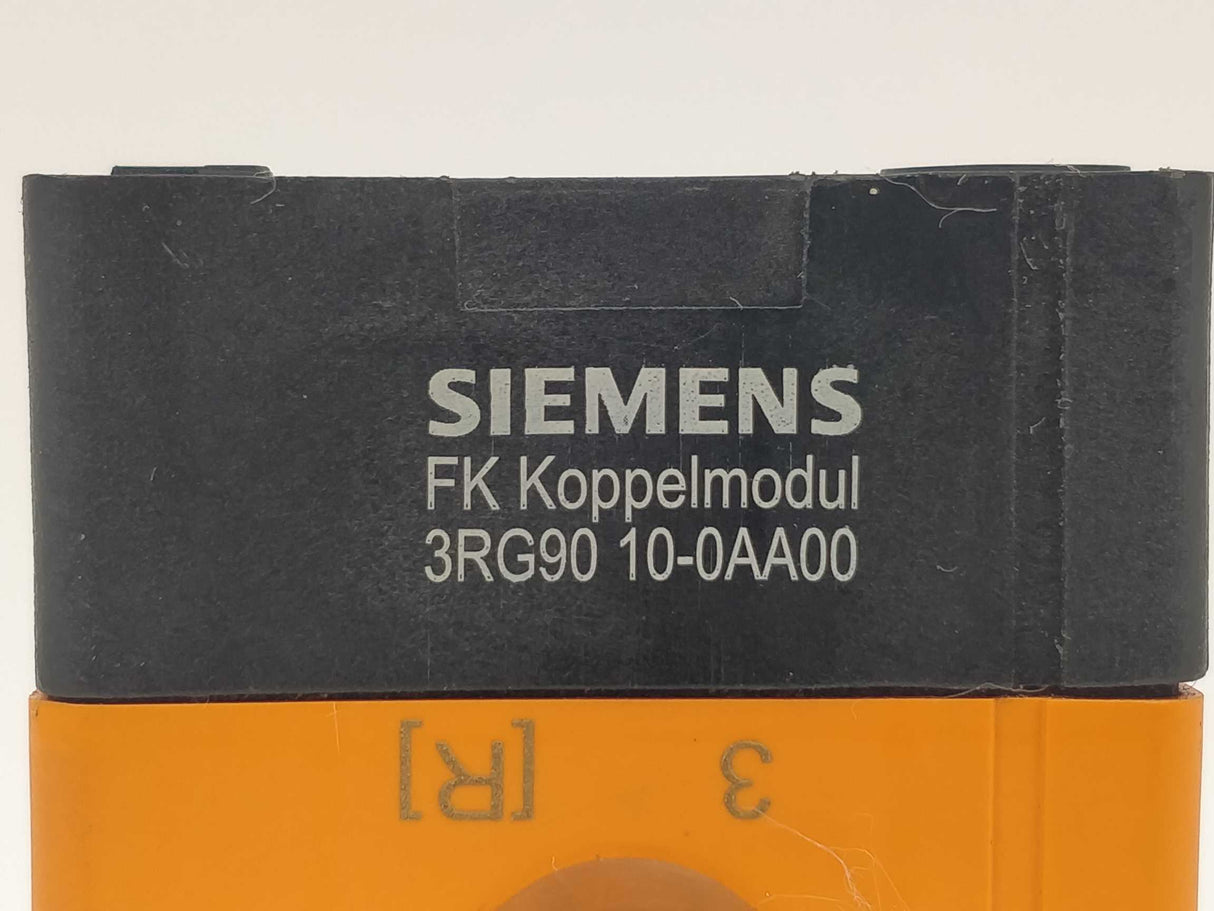 SIEMENS
FK Koppelmodul
3RG90 10-0AA00
[R] 3